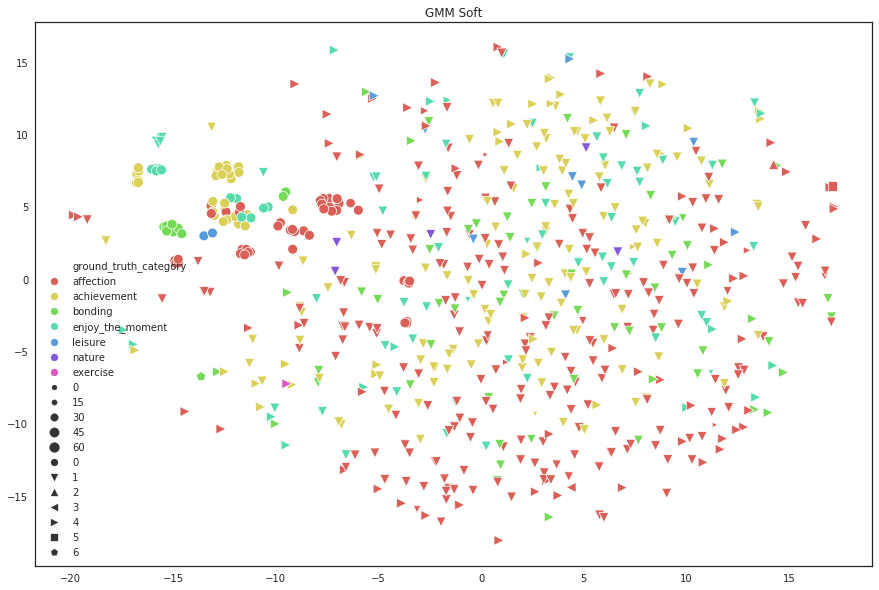 GMM Soft
15
10
5
0
−5
−10
−15
ground_truth_category
affection
achievement
bonding
enjoy_the_moment
leisure
nature
exercise
0
15
30
45
60
0
1
2
3
4
5
6
−20 −15 −10 −5 0 5 10 15